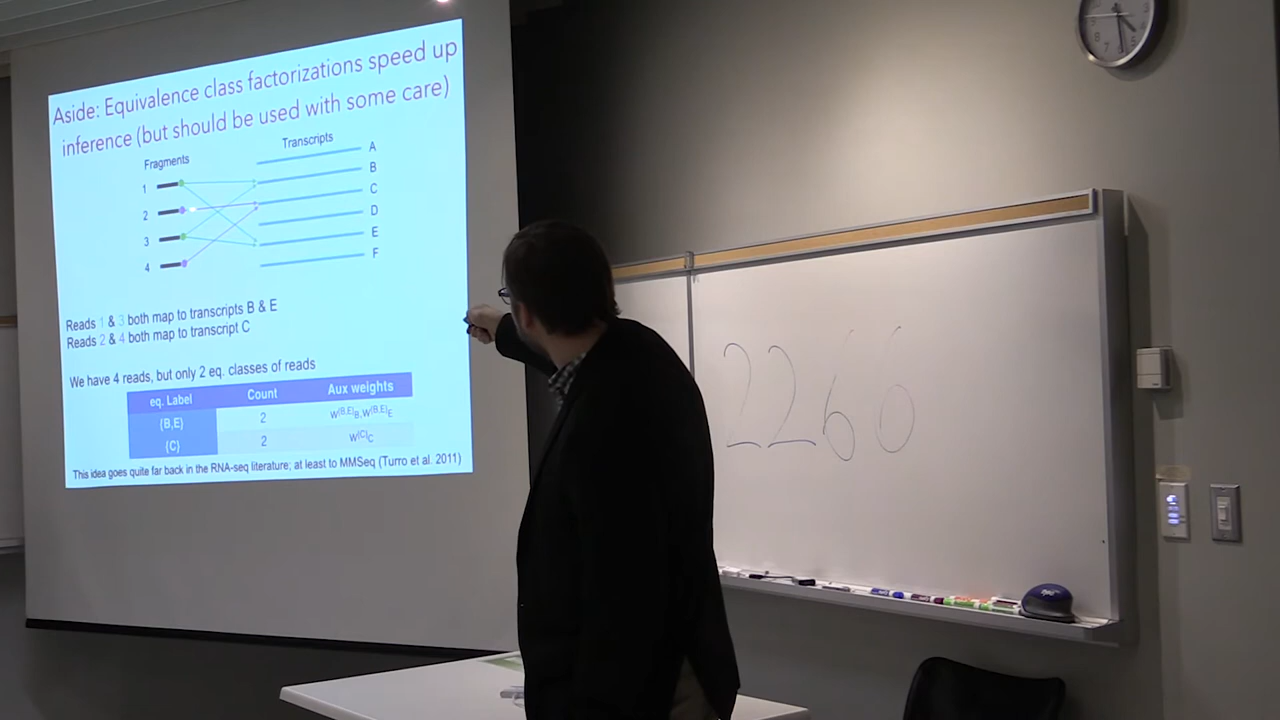 Aside: Equivalence class factorizations speed up
inference (but should be used with some care)
Fragments
Transcripts
1
2
3
4
A
B
C
D
E
F
Reads 1 & 3 both map to transcripts B & E
Reads 2 & 4 both map to transcript C
We have 4 reads, but only 2 eq. classes of reads
eq. Label Count Aux weights
{B,E} 2 w{B,E}B,w{B,E}E
{C} 2 w{C}C
This idea goes quite far back in the RNA-seq literature; at least to MMSeq (Turro et al. 2011)
2260